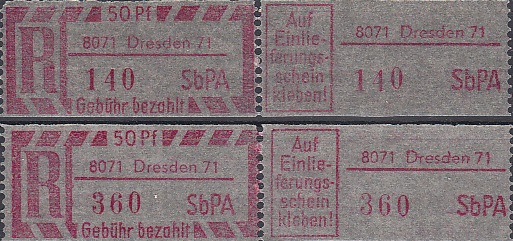 50 Pf
R
8071 Dresden 71
140 SbPA
Gebühr bezahlt
Auf
Einlie-
ferungs-
schein
kleben!
8071 Dresden 71
140 SbPA
50 Pf
R
8071 Dresden 71
360 SbPA
Gebühr bezahlt
Auf
Einlie-
ferungs-
schein
kleben!
8071 Dresden 71
360 SbPA